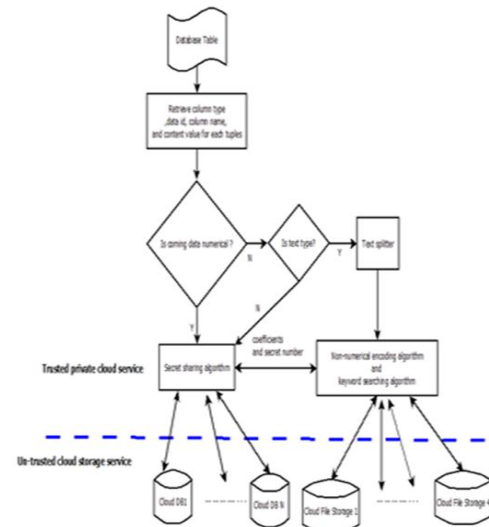 Database Table
Retrieve column type
,data id, column name,
and content value for each tuples
Is coming data numerical ?
N
Is text type?
Y
Text splitter
N
Y
coefficients
and secret number
Secret sharing algorithm
Non-numerical encoding algorithm
and
keyword searching algorithm
Trusted private cloud service
Un-trusted cloud storage service
Cloud DB1
Cloud DB N
Cloud File Storage 1
Cloud File Storage 4